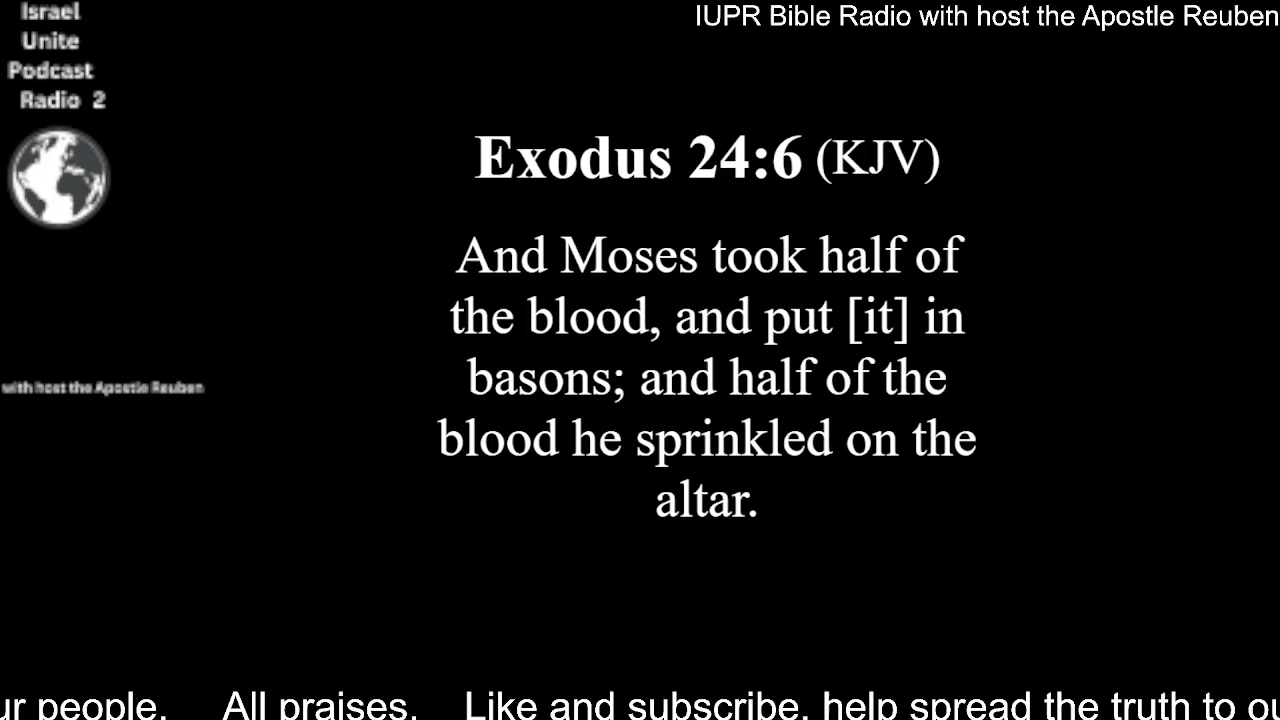 Israel
Unite
Podcast
Radio 2
IUPR Bible Radio with host the Apostle Reuben
Exodus 24:6 (KJV)
And Moses took half of
the blood, and put [it] in
basons; and half of the
blood he sprinkled on the
altar.
with host the Apostle Reuben
ur people. All praises. Like and subscribe, help spread the truth to ou